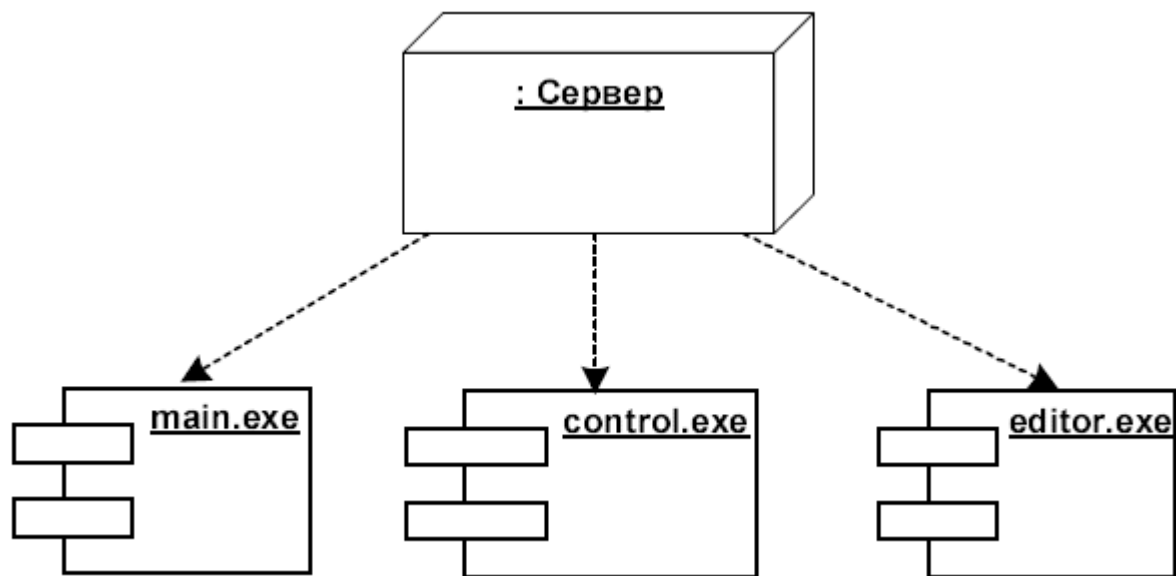 : Сервер
main.exe
control.exe
editor.exe